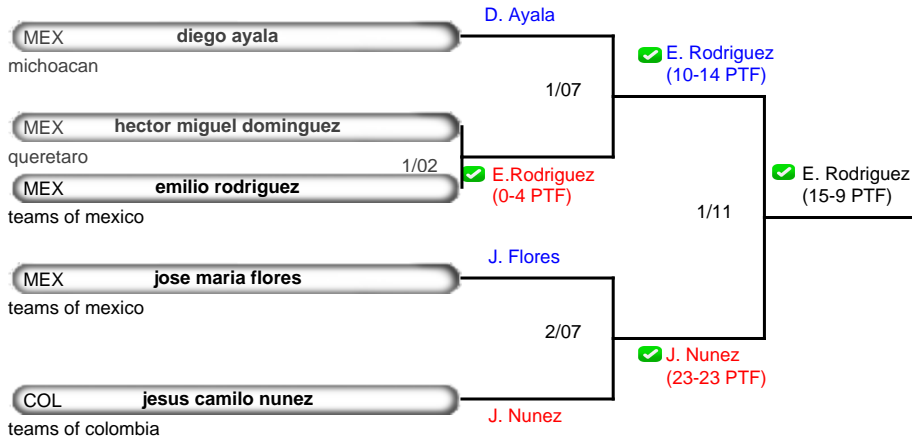 D. Ayala
MEX diego ayala
michoacan
E. Rodriguez
(10-14 PTF)
1/07
MEX hector miguel dominguez
queretaro
1/02
E.Rodriguez
(0-4 PTF)
MEX emilio rodriguez
teams of mexico
E. Rodriguez
(15-9 PTF)
1/11
J. Flores
MEX jose maria flores
teams of mexico
2/07
J. Nunez
(23-23 PTF)
COL jesus camilo nunez
J. Nunez
teams of colombia